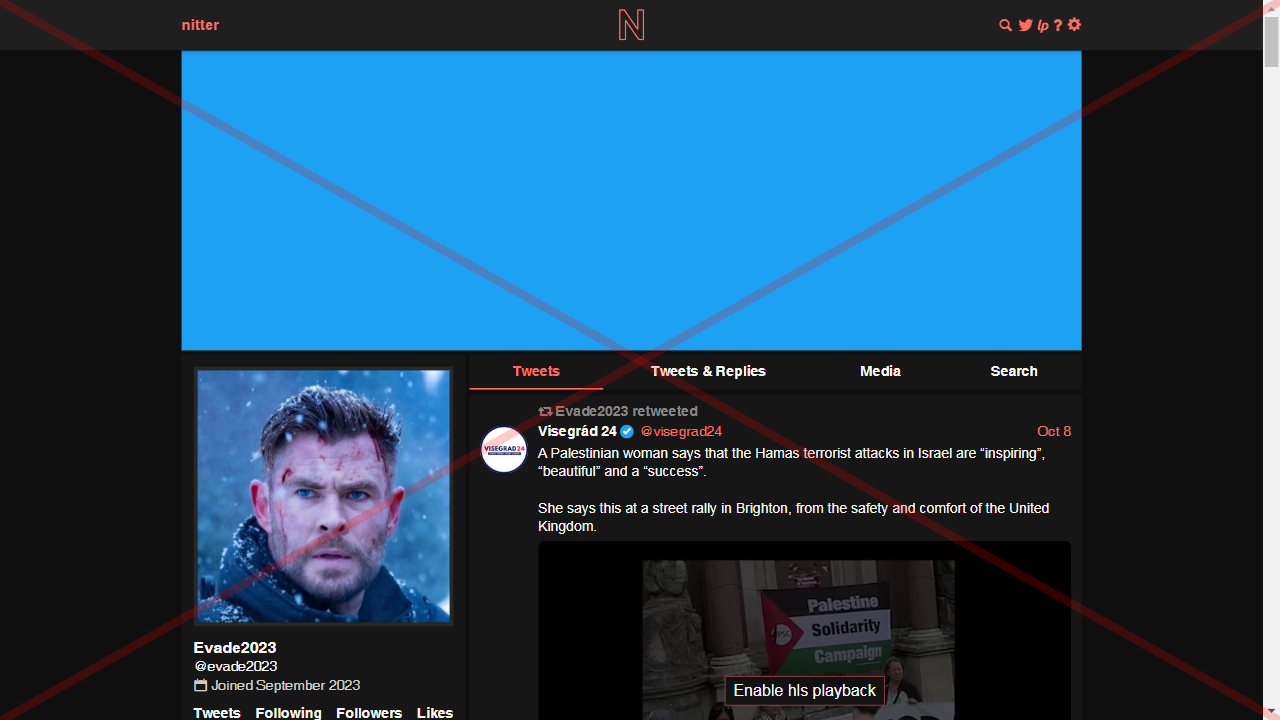 nitter
N
lp ?
Tweets
Tweets & Replies
Media
Search
Evade2023 retweeted
Visegrád 24 @visegrad24 Oct 8
VISEGRAD24
A Palestinian woman says that the Hamas terrorist attacks in Israel are “inspiring”,
“beautiful” and a “success”.
She says this at a street rally in Brighton, from the safety and comfort of the United
Kingdom.
Palestine
Solidarity
Campaign
PSC
Enable hls playback
Evade2023
@evade2023
Joined September 2023
Tweets Following Followers Likes